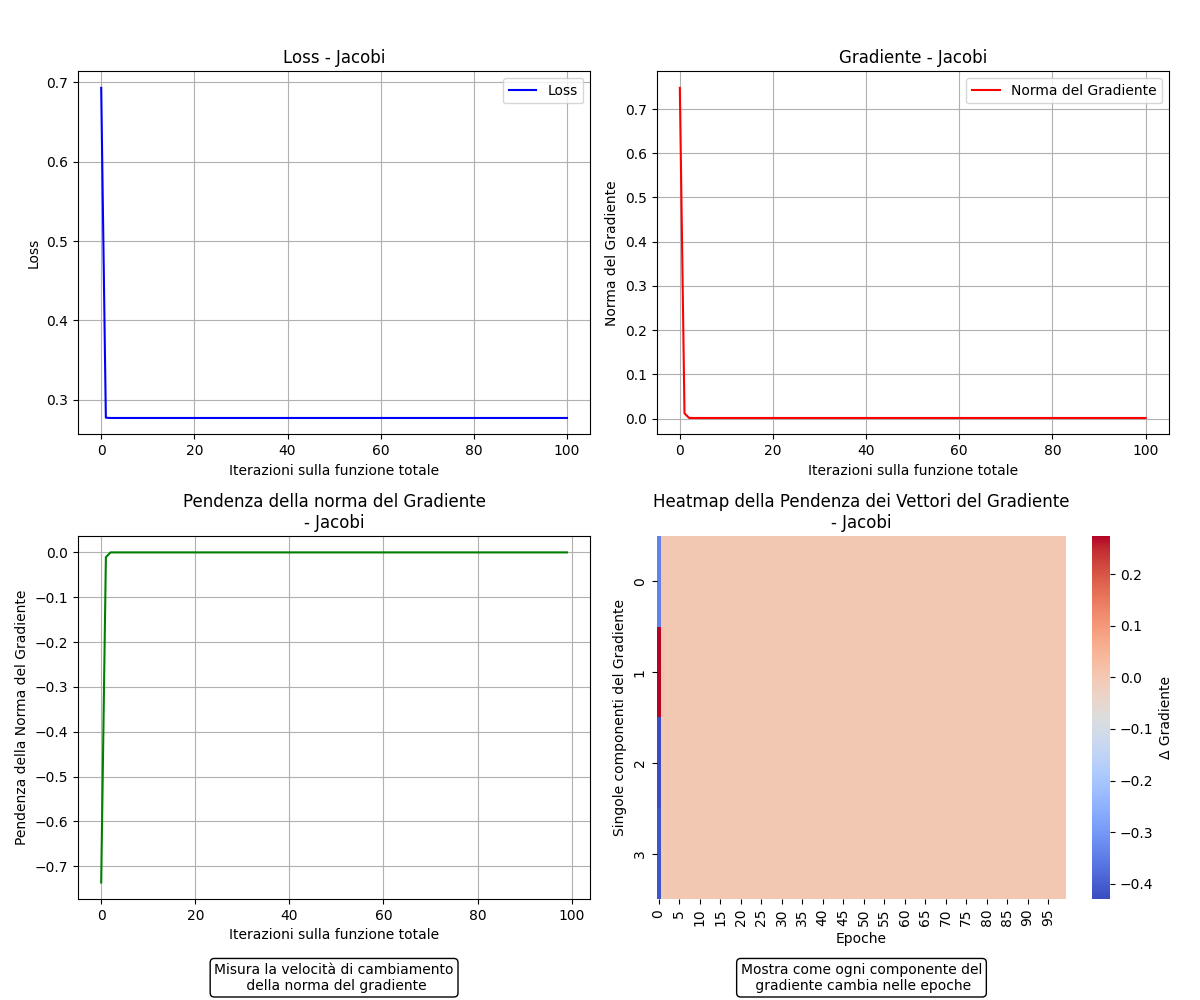 Loss - Jacobi
0.7
0.6
0.5
0.4
0.3
Loss
Loss
0 20 40 60 80 100
Iterazioni sulla funzione totale
Gradiente - Jacobi
0.7
0.6
0.5
0.4
0.3
0.2
0.1
0.0
Norma del Gradiente
Norma del Gradiente
0 20 40 60 80 100
Iterazioni sulla funzione totale
Pendenza della norma del Gradiente
- Jacobi
0.0
−0.1
−0.2
−0.3
−0.4
−0.5
−0.6
−0.7
Pendenza della Norma del Gradiente
0 20 40 60 80 100
Iterazioni sulla funzione totale
Misura la velocità di cambiamento
della norma del gradiente
Heatmap della Pendenza dei Vettori del Gradiente
- Jacobi
0
1
2
3
Singole componenti del Gradiente
0 5 10 15 20 25 30 35 40 45 50 55 60 65 70 75 80 85 90 95
Epoche
0.2
0.1
0.0
−0.1
−0.2
−0.3
−0.4
Δ Gradiente
Mostra come ogni componente del
gradiente cambia nelle epoche